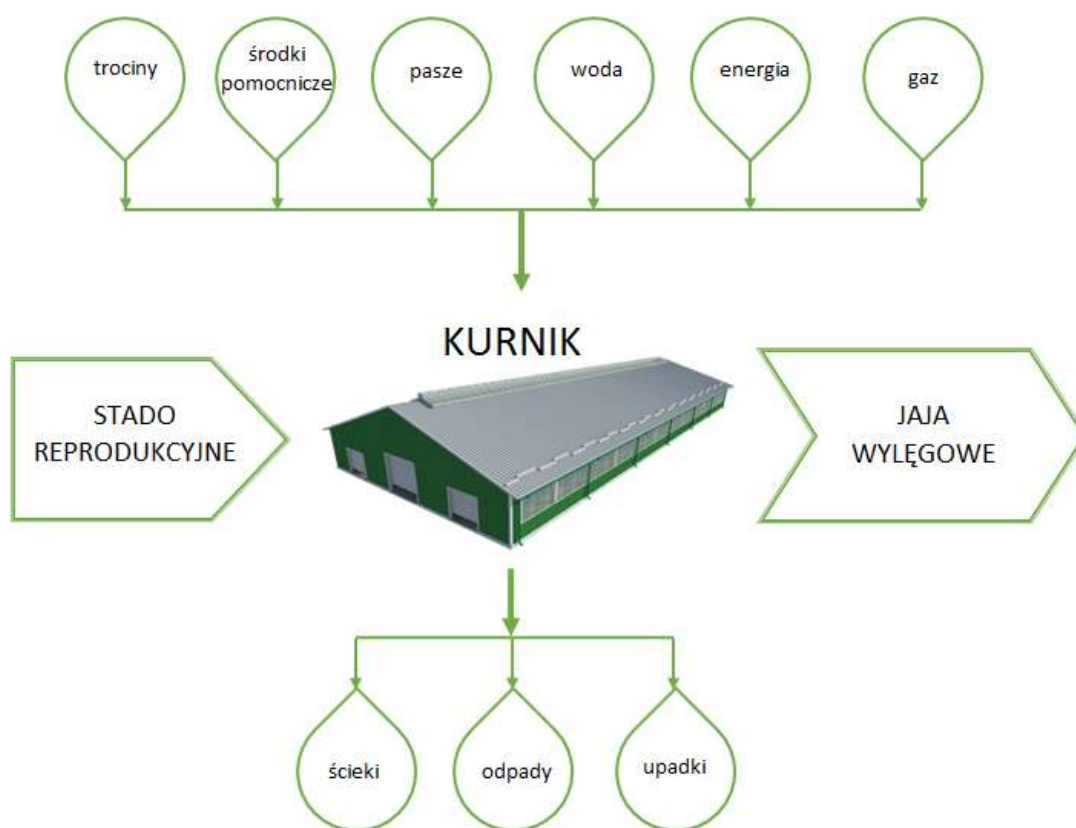 trociny
środki
pomocnicze
pasze
woda
energia
gaz
KURNIK
STADO
REPRODUKCYJNE
JAJA
WYLĘGOWE
ścieki
odpady
upadki